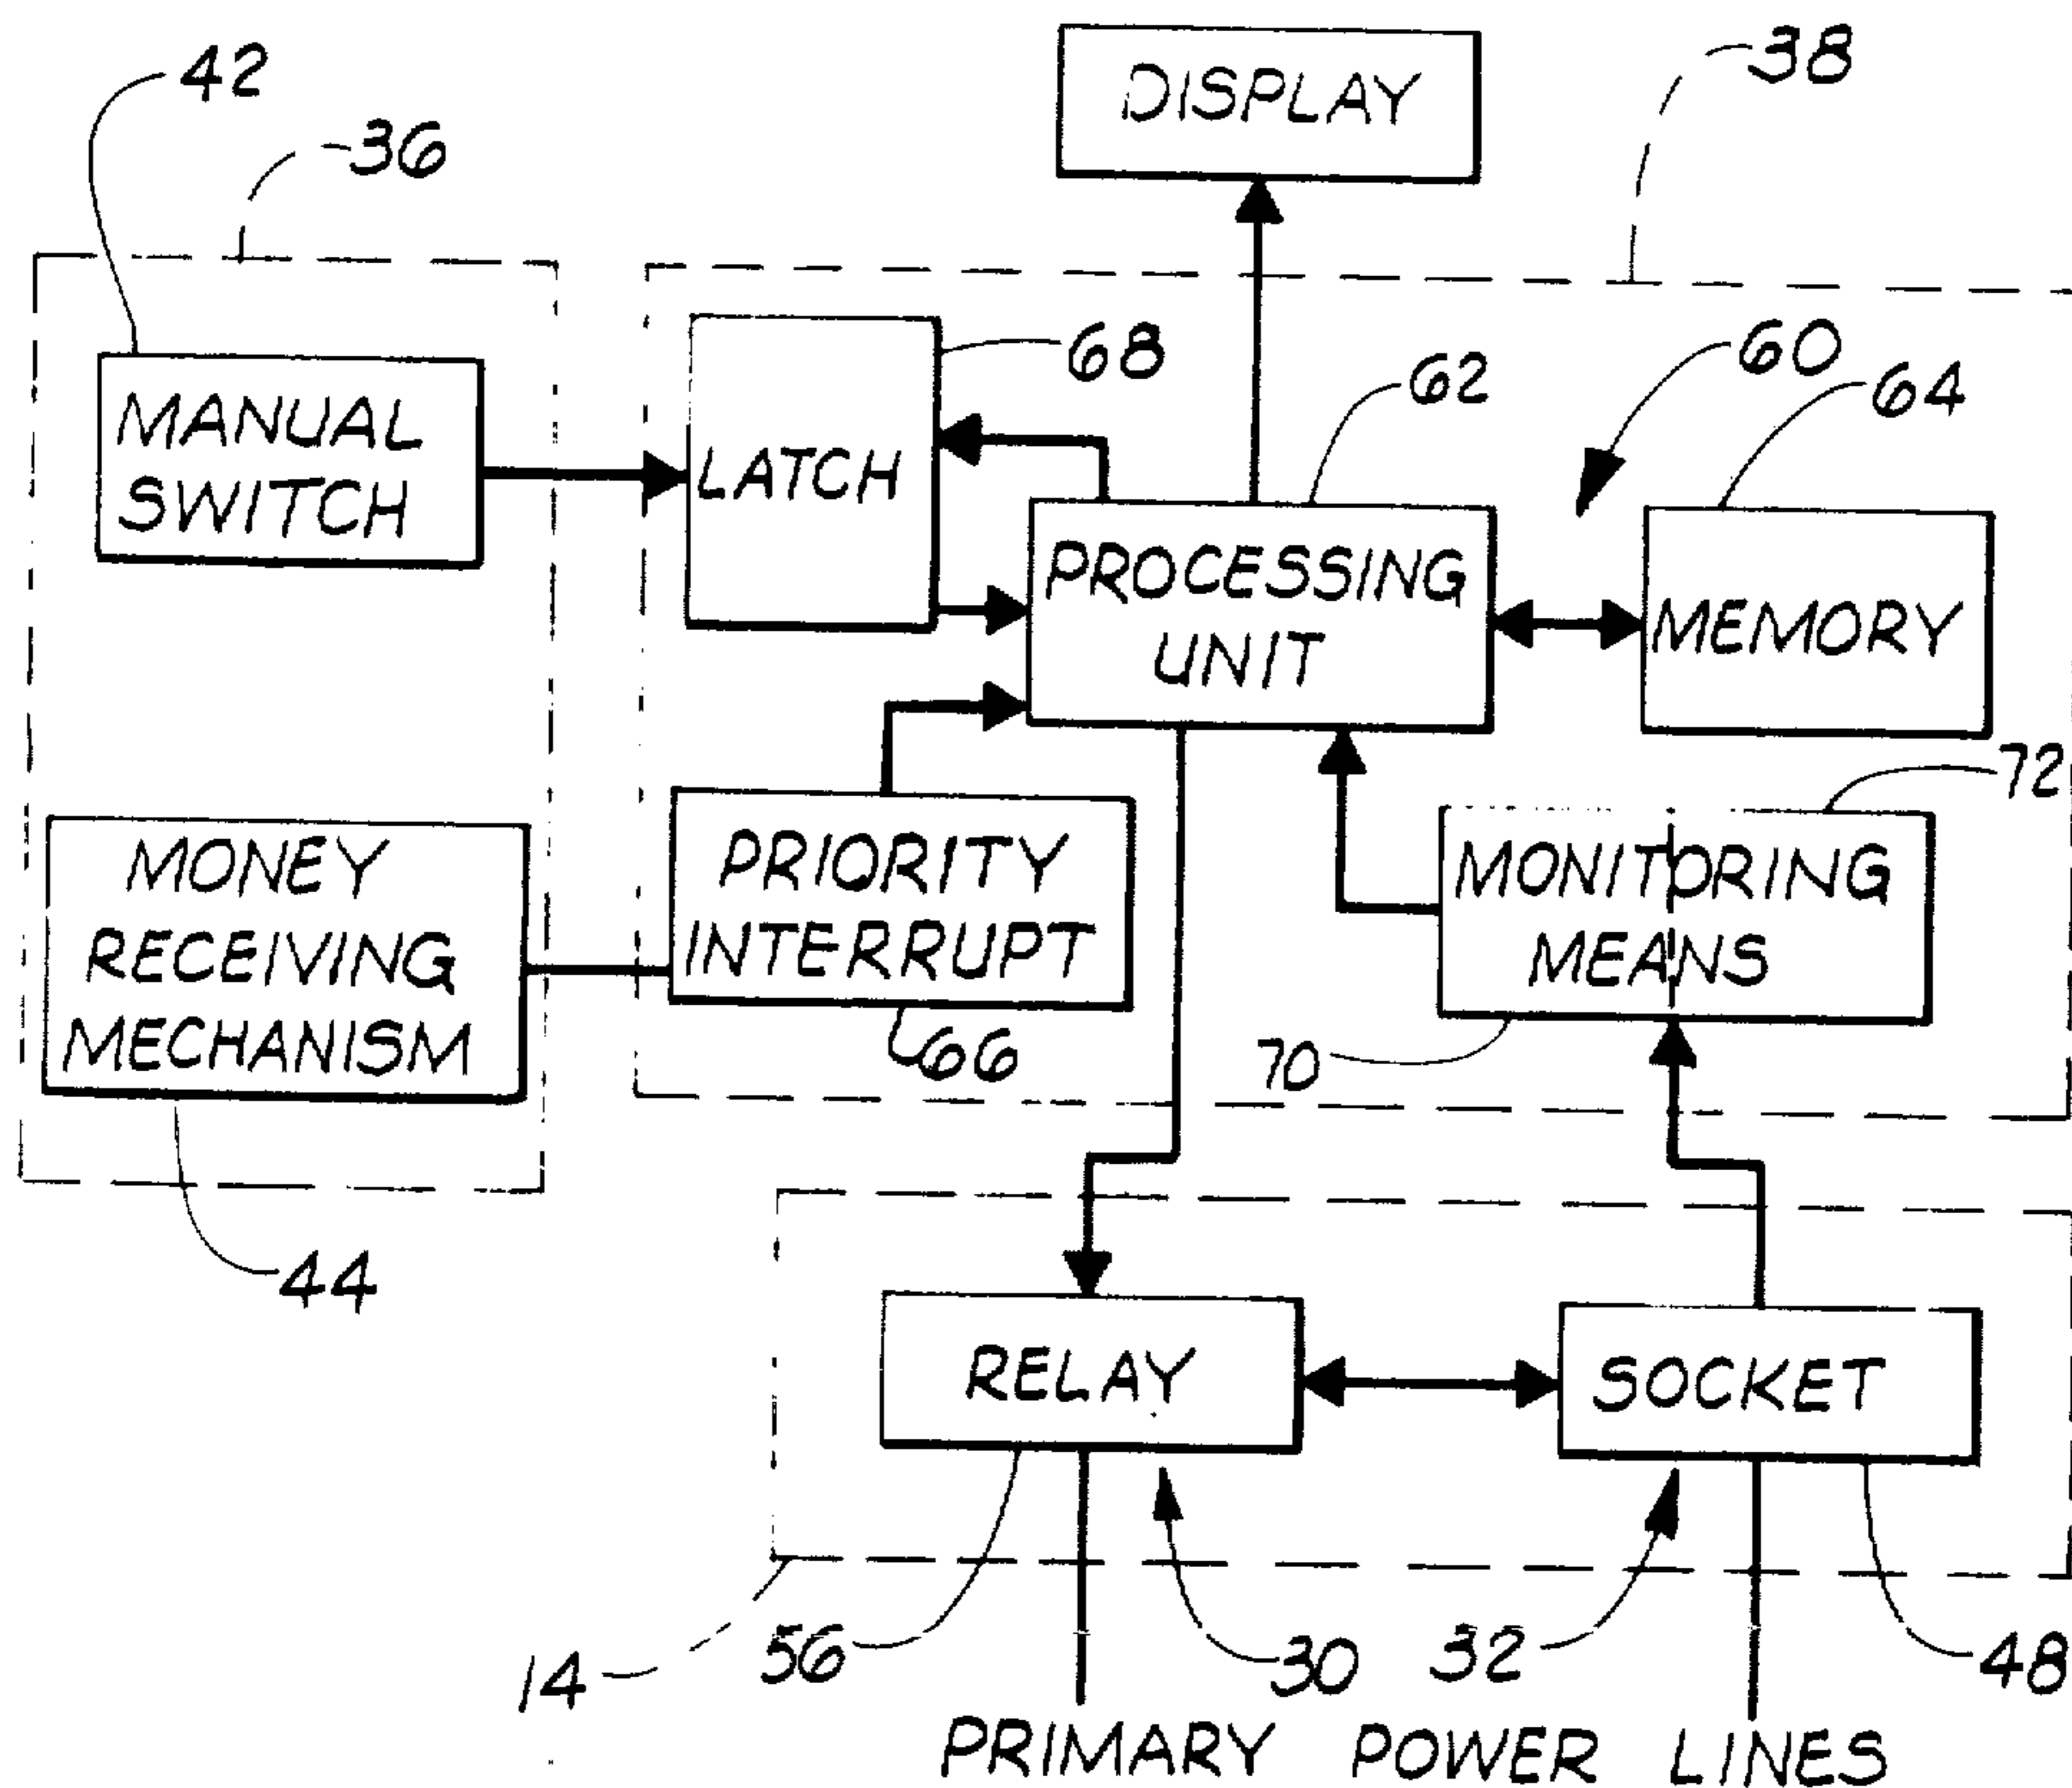 42
36
38
DISPLAY
68
62
60
64
MANUAL
SWITCH
LATCH
PROCESSING
UNIT
MEMORY
72
MONEY
RECEIVING
MECHANISM
PRIORITY
INTERRUPT
66
MONITORING
MEANS
70
44
RELAY
SOCKET
14
56
30
32
48
PRIMARY POWER LINES